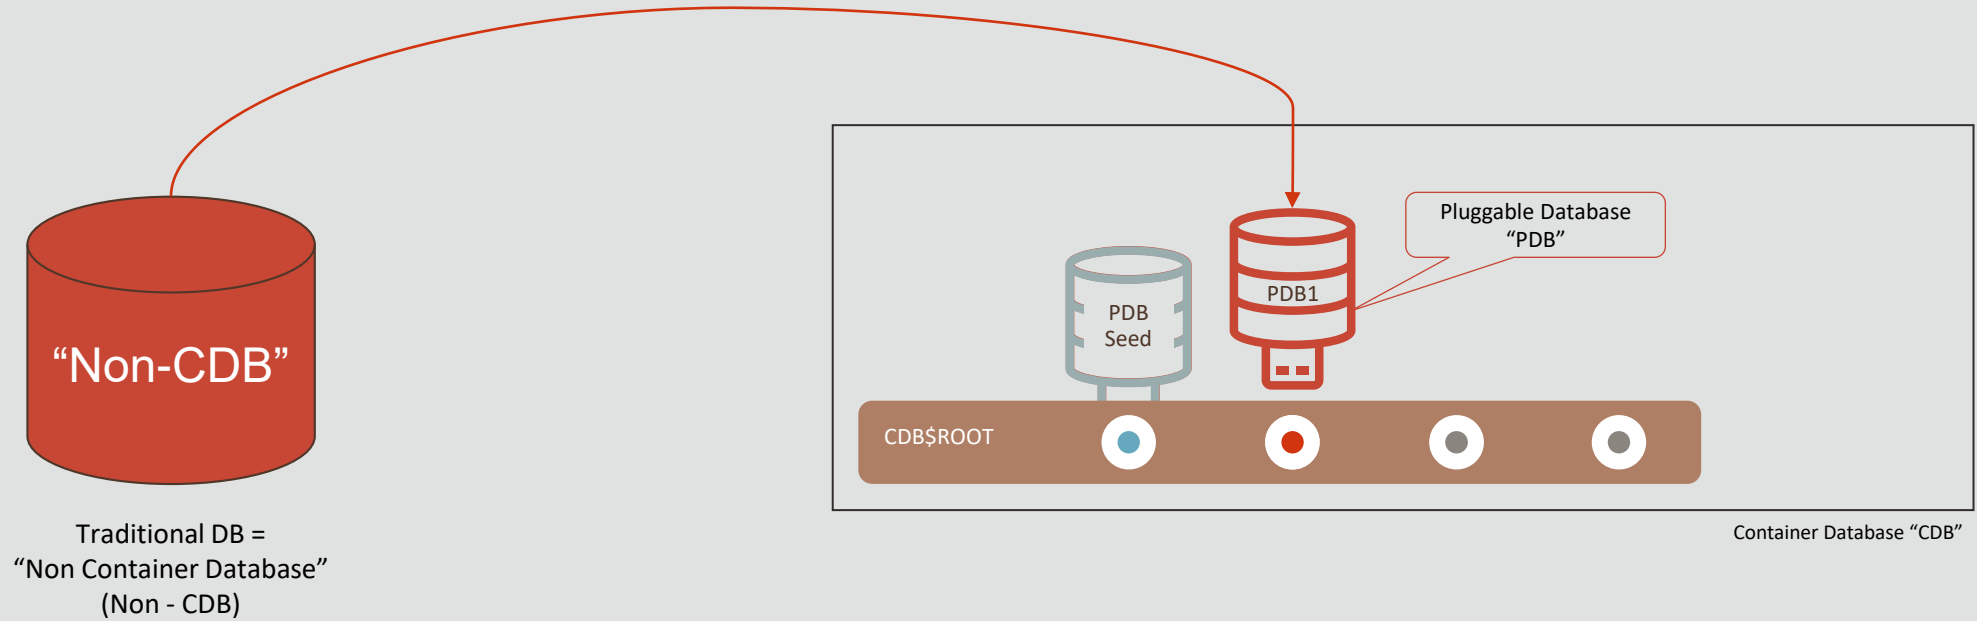 “Non-CDB”
Traditional DB =
“Non Container Database”
(Non - CDB)
Pluggable Database
“PDB”
PDB1
PDB
Seed
CDB$ROOT
Container Database “CDB”